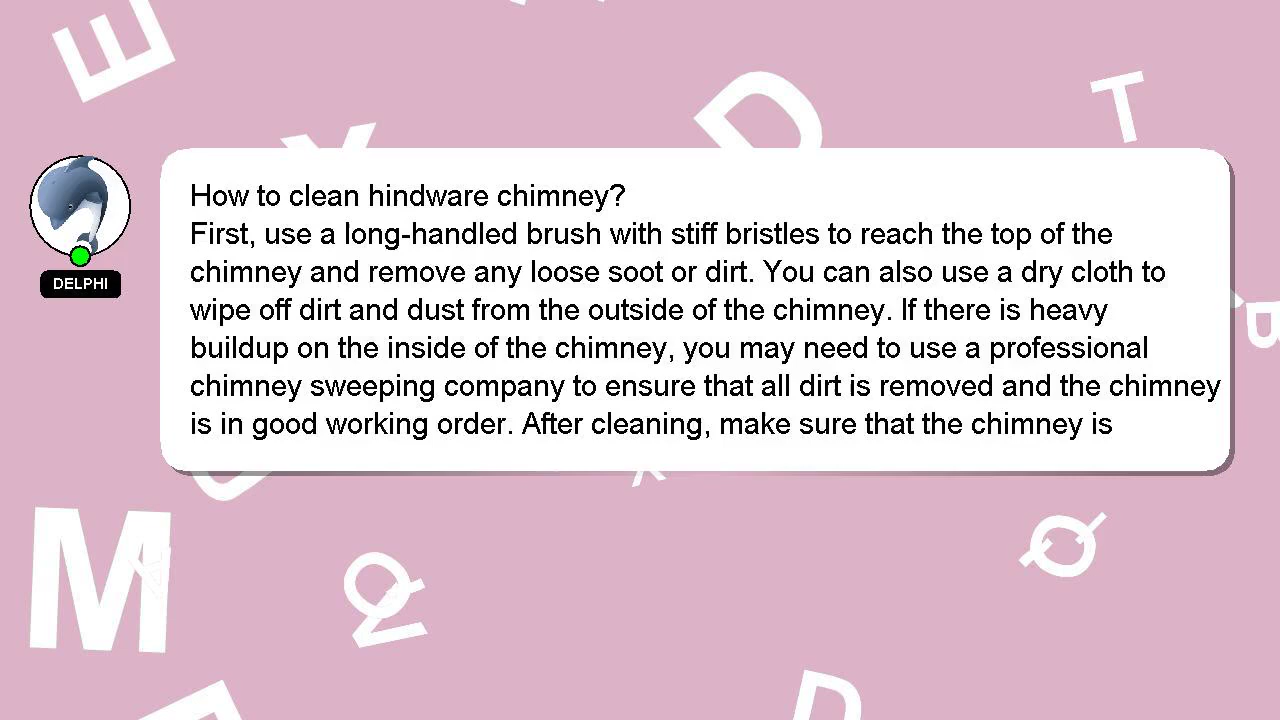 E
D
T
How to clean hindware chimney?
First, use a long-handled brush with stiff bristles to reach the top of the
chimney and remove any loose soot or dirt. You can also use a dry cloth to
wipe off dirt and dust from the outside of the chimney. If there is heavy
buildup on the inside of the chimney, you may need to use a professional
chimney sweeping company to ensure that all dirt is removed and the chimney
is in good working order. After cleaning, make sure that the chimney is
DELPHI
M
Q
D